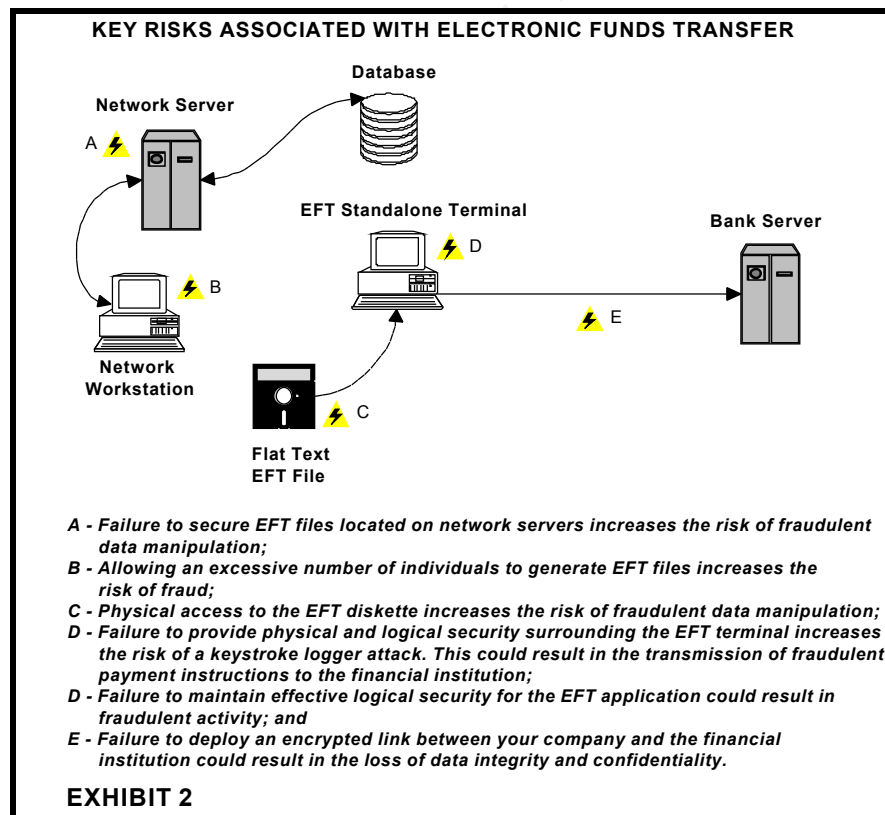 KEY RISKS ASSOCIATED WITH ELECTRONIC FUNDS TRANSFER
Database
Network Server
A
EFT Standalone Terminal
Bank Server
D
B
E
Network
Workstation
C
Flat Text
EFT File
A - Failure to secure EFT files located on network servers increases the risk of fraudulent
data manipulation;
B - Allowing an excessive number of individuals to generate EFT files increases the
risk of fraud;
C - Physical access to the EFT diskette increases the risk of fraudulent data manipulation;
D - Failure to provide physical and logical security surrounding the EFT terminal increases
the risk of a keystroke logger attack. This could result in the transmission of fraudulent
payment instructions to the financial institution;
D - Failure to maintain effective logical security for the EFT application could result in
fraudulent activity; and
E - Failure to deploy an encrypted link between your company and the financial
institution could result in the loss of data integrity and confidentiality.
EXHIBIT 2